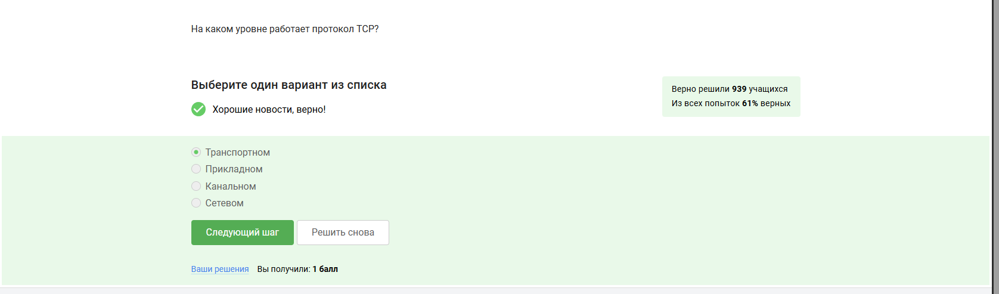 На каком уровне работает протокол TCP?
Выберите один вариант из списка
Хорошие новости, верно!
Верно решили 939 учащихся
Из всех попыток 61% верных
Транспортном
Прикладном
Канальном
Сетевом
Следующий шаг
Решить снова
Ваши решения Вы получили: 1 балл